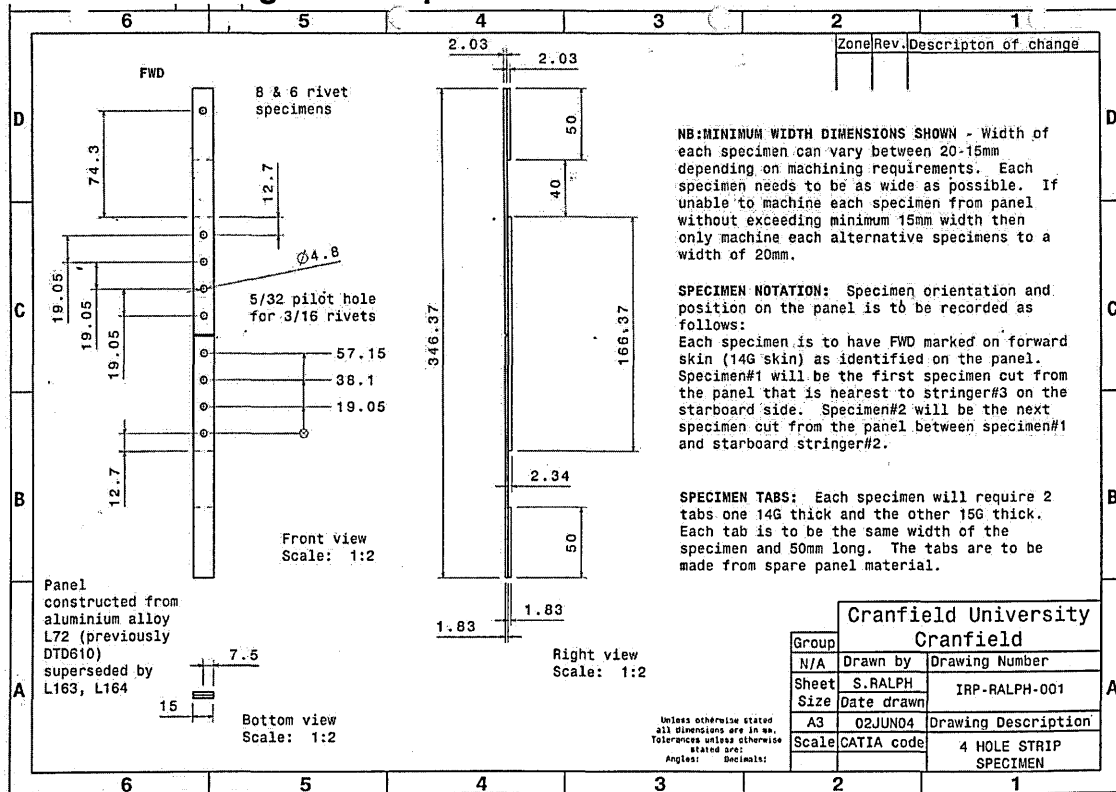 6 5 4 3 2 1
Zone Rev. Descripton of change
D
C
B
A
D
C
B
A
FWD
8 & 6 rivet
specimens
74.3
12.7
19.05
19.05
19.05
Ø4.8
5/32 pilot hole
for 3/16 rivets
57.15
38.1
19.05
12.7
Front view
Scale: 1:2
Panel
constructed from
aluminium alloy
L72 (previously
DTD610)
superseded by
L163, L164
7.5
15
Bottom view
Scale: 1:2
2.03
2.03
50
40
346.37
166.37
2.34
50
1.83
1.83
Right view
Scale: 1:2
NB:MINIMUM WIDTH DIMENSIONS SHOWN - Width of
each specimen can vary between 20-15mm
depending on machining requirements. Each
specimen needs to be as wide as possible. If
unable to machine each specimen from panel
without exceeding minimum 15mm width then
only machine each alternative specimens to a
width of 20mm.
SPECIMEN NOTATION: Specimen orientation and
position on the panel is to be recorded as
follows:
Each specimen is to have FWD marked on forward
skin (14G skin) as identified on the panel.
Specimen#1 will be the first specimen cut from
the panel that is nearest to stringer#3 on the
starboard side. Specimen#2 will be the next
specimen cut from the panel between specimen#1
and starboard stringer#2.
SPECIMEN TABS: Each specimen will require 2
tabs one 14G thick and the other 15G thick.
Each tab is to be the same width of the
specimen and 50mm long. The tabs are to be
made from spare panel material.
Unless otherwise stated
all dimensions are in mm.
Tolerances unless otherwise
stated are:
Angles: Decimals:
Cranfield University
Cranfield
Group
N/A Drawn by Drawing Number
Sheet S.RALPH IRP-RALPH-001
Size Date drawn
A3 02JUN04 Drawing Description
Scale CATIA code 4 HOLE STRIP
SPECIMEN
6 5 4 3 2 1